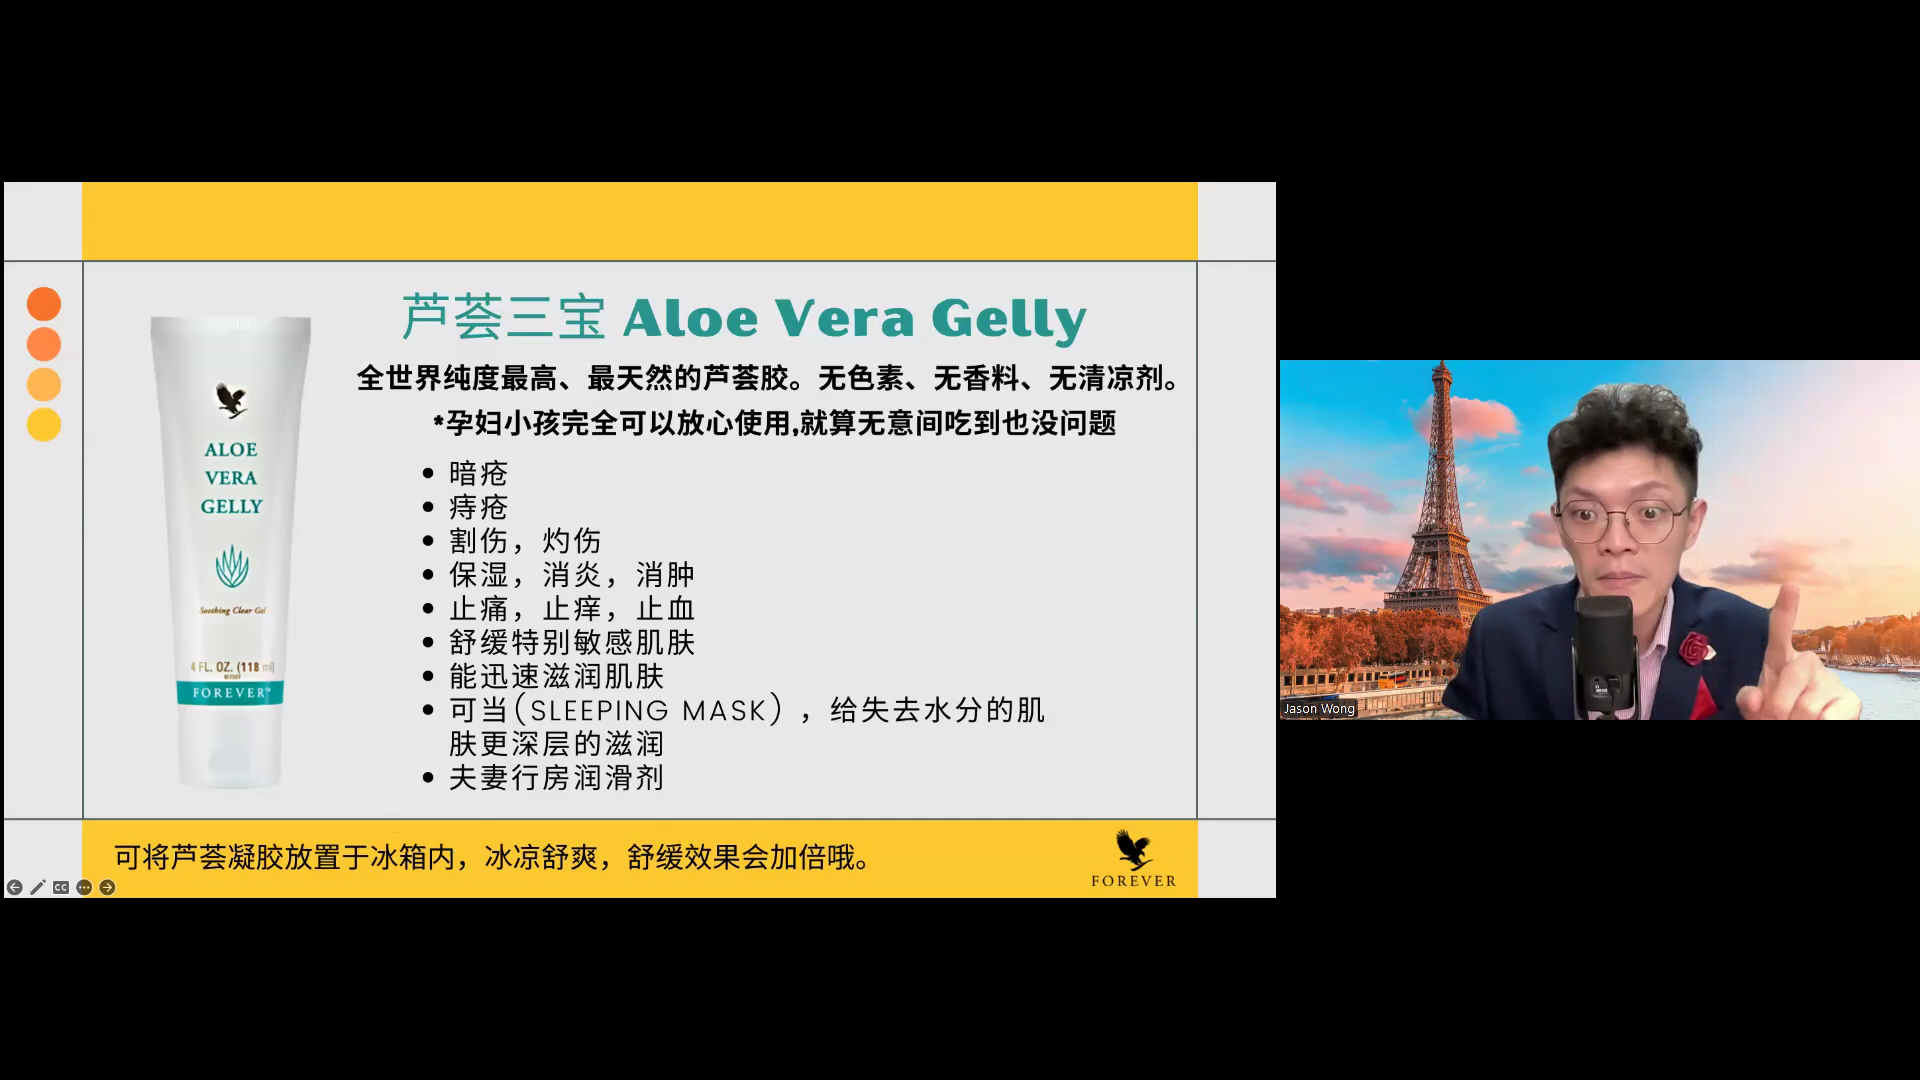 芦荟三宝 Aloe Vera Gelly
全世界纯度最高、最天然的芦荟胶。无色素、无香料、无清凉剂。
*孕妇小孩完全可以放心使用,就算无意间吃到也没问题
• 暗疮
• 痔疮
• 割伤，灼伤
• 保湿，消炎，消肿
• 止痛，止痒，止血
• 舒缓特别敏感肌肤
• 能迅速滋润肌肤
• 可当(SLEEPING MASK)，给失去水分的肌
肤更深层的滋润
• 夫妻行房润滑剂
ALOE
VERA
GELLY
Soothing Clear Gel
4 FL. OZ. (118 ml)
FOREVER™
可将芦荟凝胶放置于冰箱内，冰凉舒爽，舒缓效果会加倍哦。
FOREVER
CC
Jason Wong